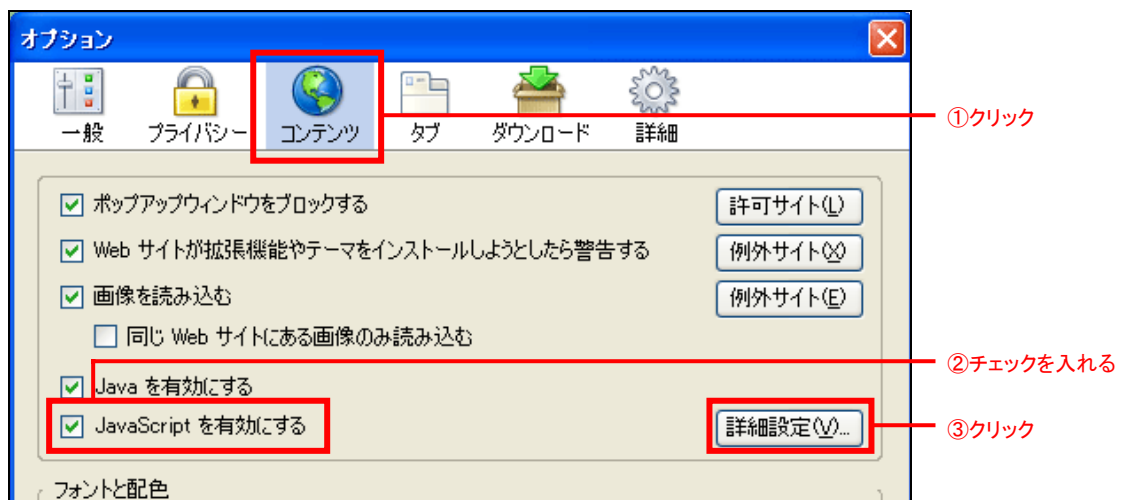 オプション
一般 プライバシー コンテンツ タブ ダウンロード 詳細
①クリック
ポップアップウィンドウをブロックする 許可サイト(L)
Web サイトが拡張機能やテーマをインストールしようとしたら警告する 例外サイト(X)
画像を読み込む 例外サイト(E)
同じ Web サイトにある画像のみ読み込む
②チェックを入れる
Java を有効にする
JavaScript を有効にする 詳細設定(V)...
③クリック
フォントと配色